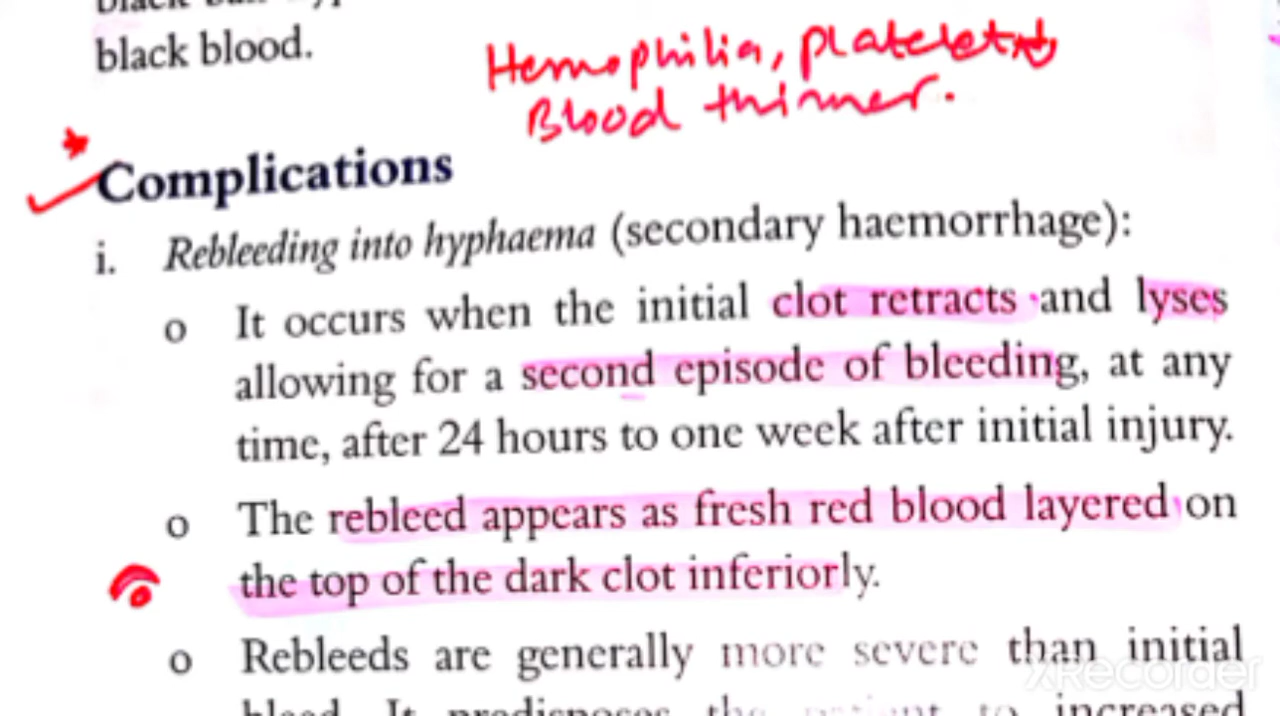 black blood.
Hemophilia, platelet
Blood thinner.
Complications
i. Rebleeding into hyphaema (secondary haemorrhage):
o It occurs when the initial clot retracts and lyses
allowing for a second episode of bleeding, at any
time, after 24 hours to one week after initial injury.
o The rebleed appears as fresh red blood layered on
the top of the dark clot inferiorly.
o Rebleeds are generally more severe than initial
XRecorder